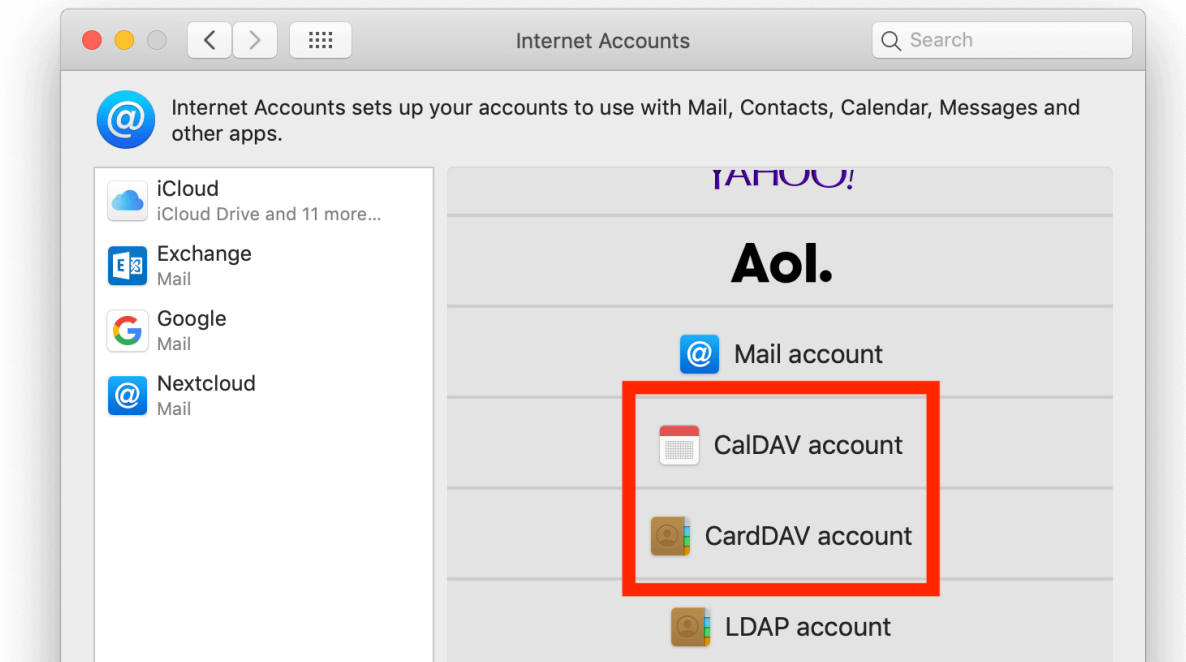 Internet Accounts
Search
Internet Accounts sets up your accounts to use with Mail, Contacts, Calendar, Messages and
other apps.
iCloud
iCloud Drive and 11 more...
Exchange
Mail
Google
Mail
Nextcloud
Mail
YAHOO!
Aol.
Mail account
CalDAV account
CardDAV account
LDAP account